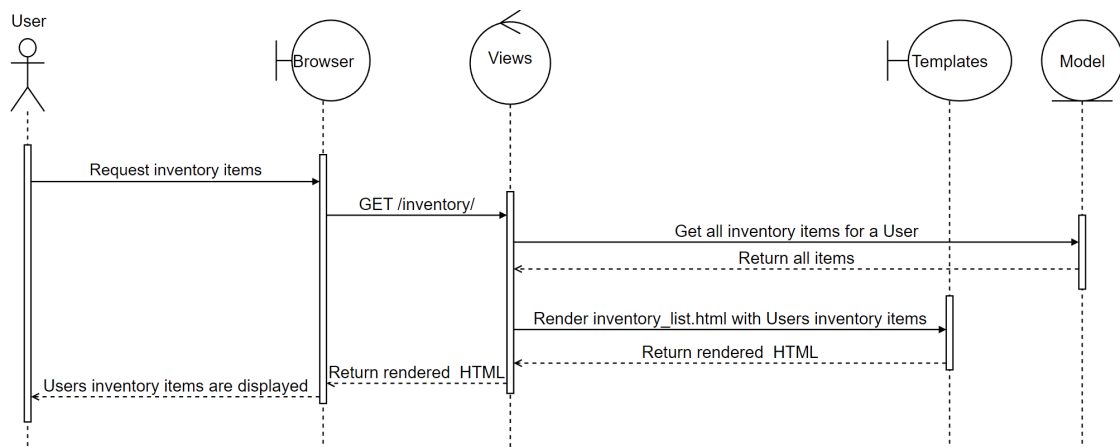 User
Browser
Views
Templates
Model
Request inventory items
GET /inventory/
Get all inventory items for a User
Return all items
Render inventory_list.html with Users inventory items
Return rendered HTML
Return rendered HTML
Users inventory items are displayed